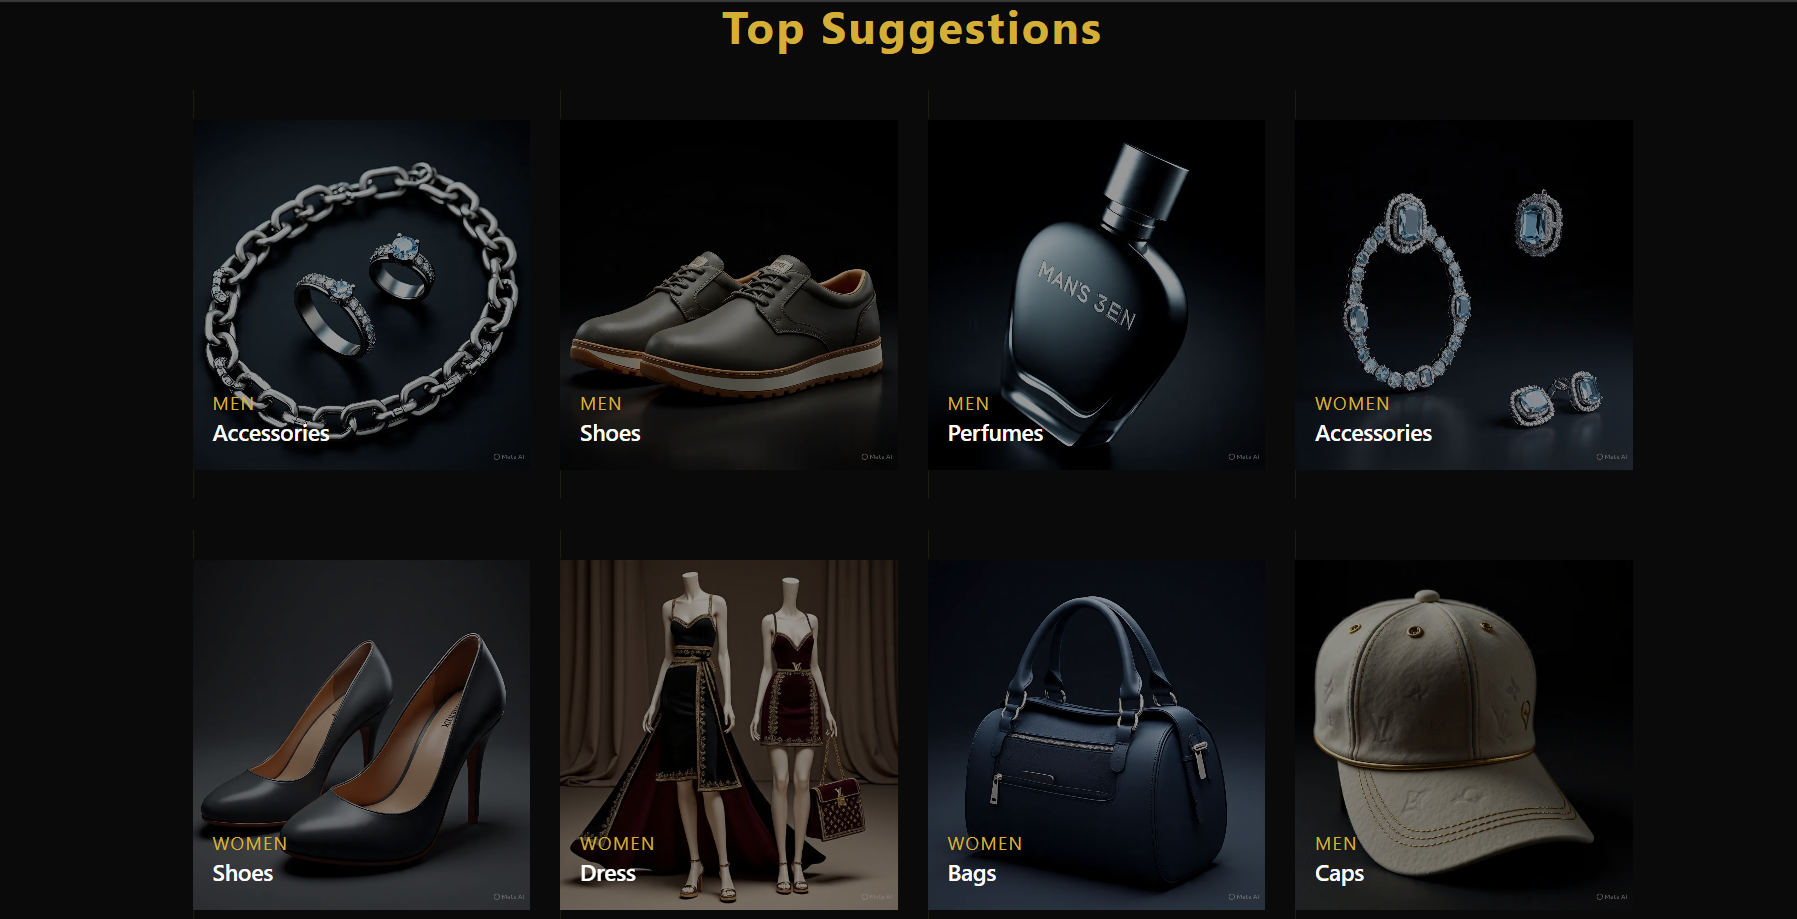 Top Suggestions
MAN'S 3EN
MEN
Accessories
MEN
Shoes
MEN
Perfumes
WOMEN
Accessories
Meta AI
Meta AI
Meta AI
Meta AI
WOMEN
Shoes
WOMEN
Dress
WOMEN
Bags
MEN
Caps
Meta AI
Meta AI
Meta AI
Meta AI